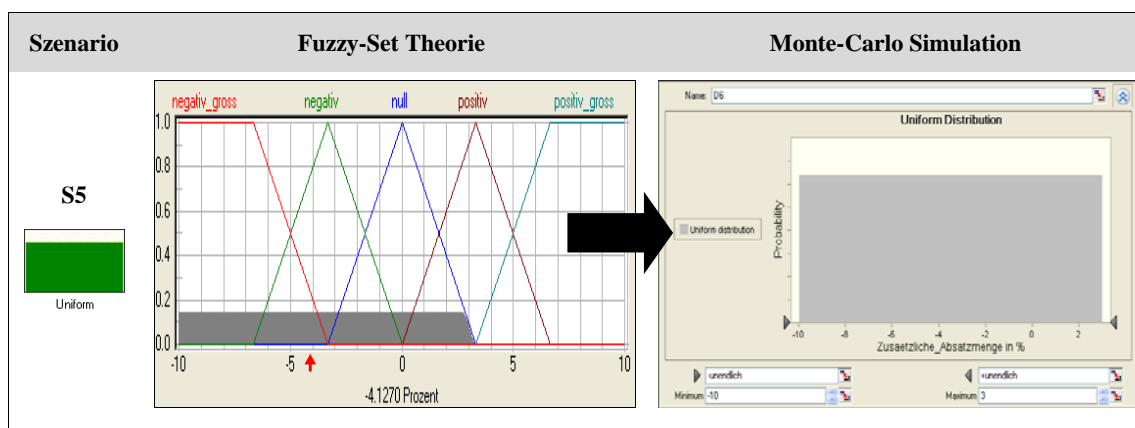 Szenario Fuzzy-Set Theorie Monte-Carlo Simulation
S5
Uniform
negativ_gross negativ null positiv positiv_gross
1.0
0.8
0.6
0.4
0.2
0.0
-10 -5 0 5 10
-4.1270 Prozent
Name: D6
Uniform Distribution
Uniform distribution
Probability
-10 -8 -6 -4 -2 0 2
Zusaetzliche_Absatzmenge in %
-unendlich +unendlich
Minimum -10 Maximum 3